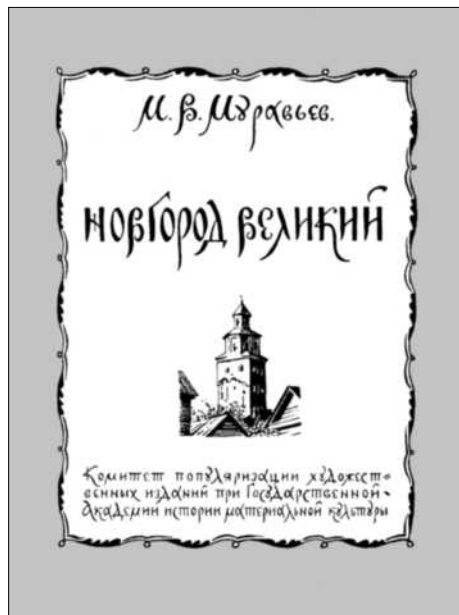 М. В. Муравьев.
НОВГОРОД ВЕЛИКИЙ
Комитет популяризации художест-
венных изданий при Государственной
Академии истории материальной культуры